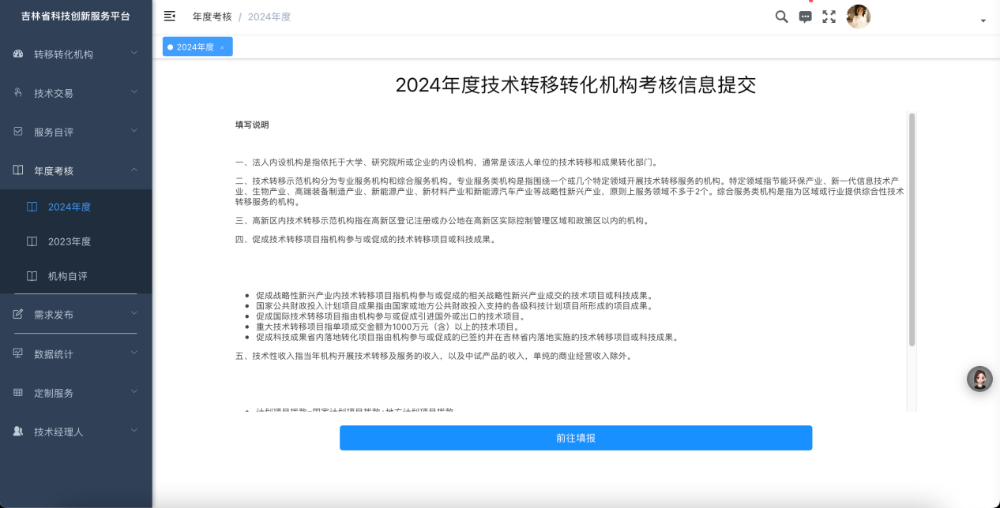 吉林省科技创新服务平台
年度考核 / 2024年度
2024年度 ×
转移转化机构
技术交易
服务自评
年度考核
2024年度
2023年度
机构自评
需求发布
数据统计
定制服务
技术经理人
2024年度技术转移转化机构考核信息提交
填写说明
一、法人内设机构是指依托于大学、研究院所或企业的内设机构，通常是该法人单位的技术转移和成果转化部门。
二、技术转移示范机构分为专业服务机构和综合服务机构。专业服务类机构是指围绕一个或几个特定领域开展技术转移服务的机构。特定领域指节能环保产业、新一代信息技术产
业、生物产业、高端装备制造产业、新能源产业、新材料产业和新能源汽车产业等战略性新兴产业，原则上服务领域不多于2个。综合服务类机构是指为区域或行业提供综合性技术
转移服务的机构。
三、高新区内技术转移示范机构指在高新区登记注册或办公地在高新区实际控制管理区域和政策区以内的机构。
四、促成技术转移项目指机构参与或促成的技术转移项目或科技成果。
• 促成战略性新兴产业内技术转移项目指机构参与或促成的相关战略性新兴产业成交的技术项目或科技成果。
• 国家公共财政投入计划项目成果指由国家或地方公共财政投入支持的各级科技计划项目所形成的项目成果。
• 促成国际技术转移项目指由机构参与或促成引进国外或出口的技术项目。
• 重大技术转移项目指单项成交金额为1000万元（含）以上的技术项目。
• 促成科技成果省内落地转化项目指由机构参与或促成的已签约并在吉林省内落地实施的技术转移项目或科技成果。
五、技术性收入指当年机构开展技术转移及服务的收入，以及中试产品的收入，单纯的商业经营收入除外。
• 计划项目拨款=国家计划项目拨款+地方计划项目拨款
前往填报